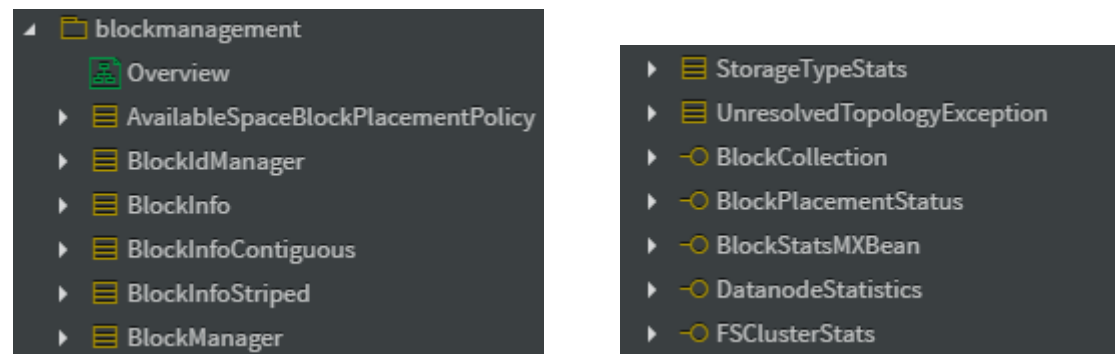 blockmanagement
Overview
AvailableSpaceBlockPlacementPolicy
BlockIdManager
BlockInfo
BlockInfoContiguous
BlockInfoStriped
BlockManager
StorageTypeStats
UnresolvedTopologyException
BlockCollection
BlockPlacementStatus
BlockStatsMXBean
DatanodeStatistics
FSClusterStats